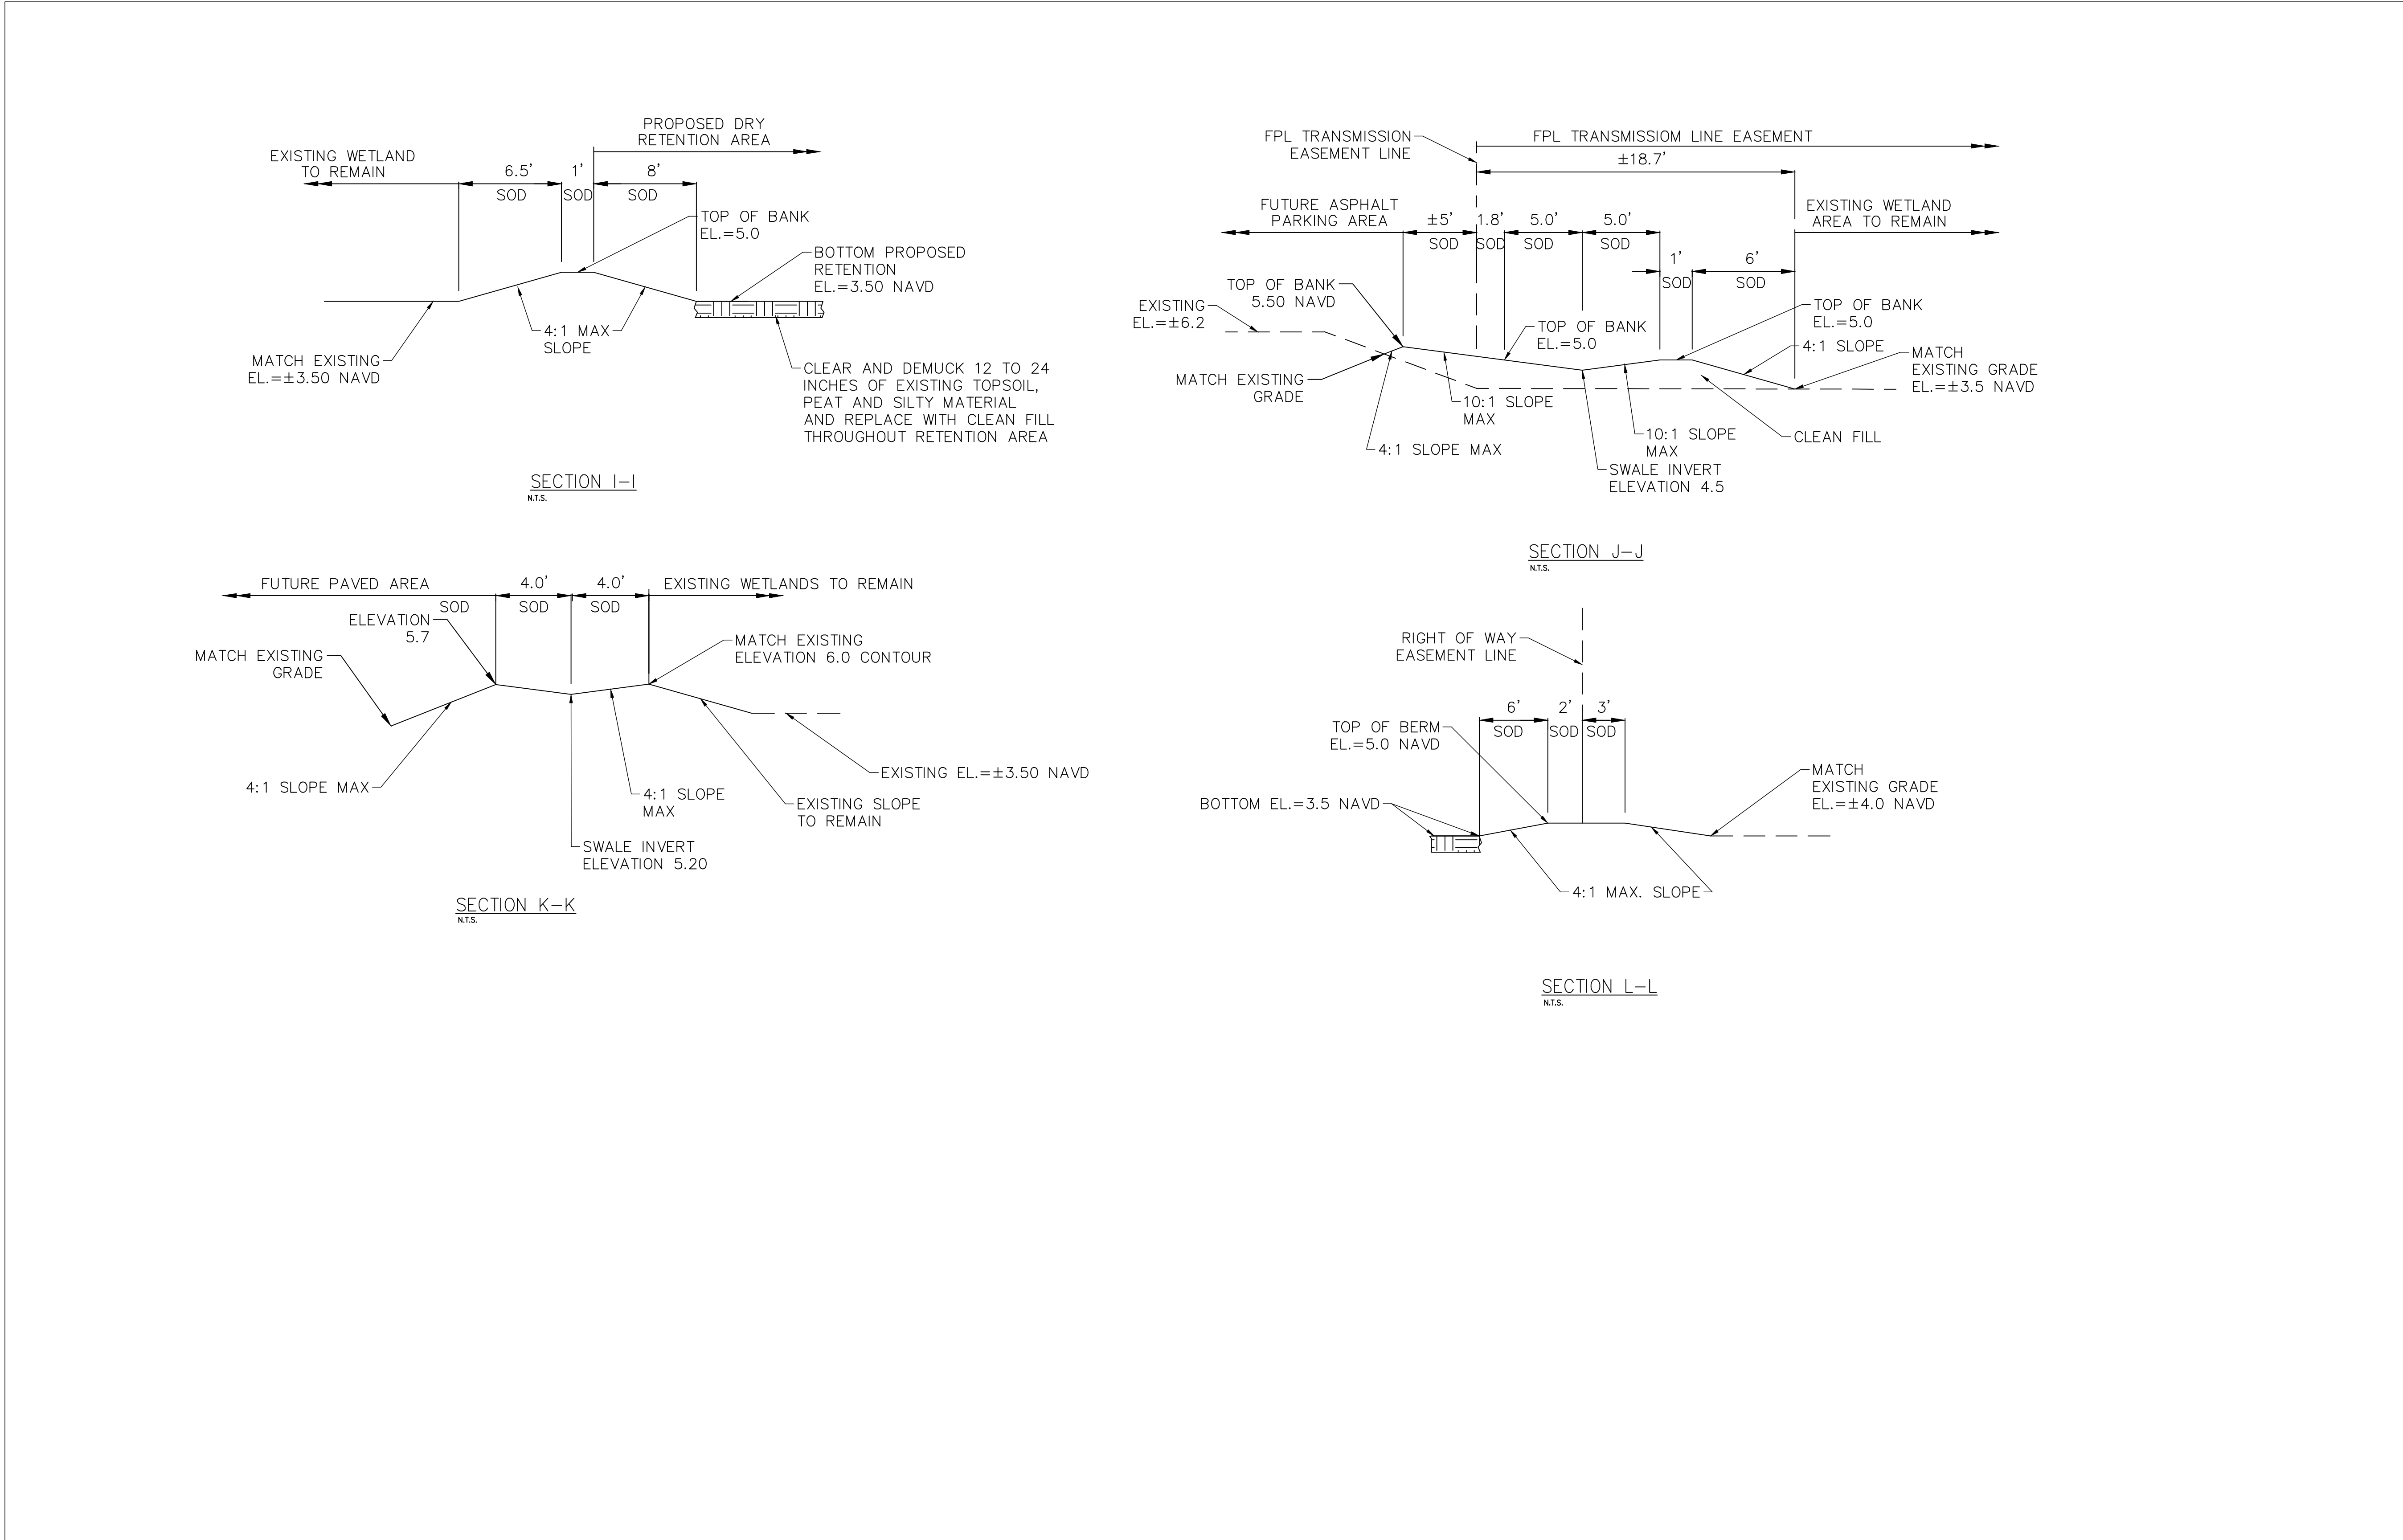 PROPOSED DRY
RETENTION AREA
EXISTING WETLAND
TO REMAIN
6.5' 1' 8'
SOD SOD SOD
TOP OF BANK
EL.=5.0
BOTTOM PROPOSED
RETENTION
EL.=3.50 NAVD
4:1 MAX
SLOPE
MATCH EXISTING
EL.=±3.50 NAVD
CLEAR AND DEMUCK 12 TO 24
INCHES OF EXISTING TOPSOIL,
PEAT AND SILTY MATERIAL
AND REPLACE WITH CLEAN FILL
THROUGHOUT RETENTION AREA
SECTION I-I
N.T.S.
FPL TRANSMISSION
EASEMENT LINE
FPL TRANSMISSIOM LINE EASEMENT
±18.7'
FUTURE ASPHALT
PARKING AREA
±5' 1.8' 5.0' 5.0'
SOD SOD SOD SOD
EXISTING WETLAND
AREA TO REMAIN
1' 6'
SOD SOD
TOP OF BANK
5.50 NAVD
EXISTING
EL.=±6.2
TOP OF BANK
EL.=5.0
TOP OF BANK
EL.=5.0
4:1 SLOPE
MATCH
EXISTING GRADE
EL.=±3.5 NAVD
MATCH EXISTING
GRADE
10:1 SLOPE
MAX
4:1 SLOPE MAX
10:1 SLOPE
MAX
CLEAN FILL
SWALE INVERT
ELEVATION 4.5
SECTION J-J
N.T.S.
FUTURE PAVED AREA
4.0' 4.0'
EXISTING WETLANDS TO REMAIN
SOD SOD SOD
ELEVATION
5.7
MATCH EXISTING
GRADE
MATCH EXISTING
ELEVATION 6.0 CONTOUR
4:1 SLOPE MAX
4:1 SLOPE
MAX
EXISTING EL.=±3.50 NAVD
EXISTING SLOPE
TO REMAIN
SWALE INVERT
ELEVATION 5.20
SECTION K-K
N.T.S.
RIGHT OF WAY
EASEMENT LINE
6' 2' 3'
SOD SOD SOD
TOP OF BERM
EL.=5.0 NAVD
BOTTOM EL.=3.5 NAVD
MATCH
EXISTING GRADE
EL.=±4.0 NAVD
4:1 MAX. SLOPE
SECTION L-L
N.T.S.